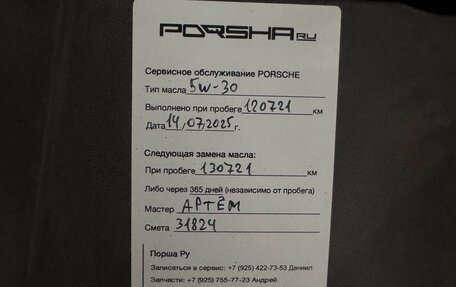 PORSHA RU
Сервисное обслуживание PORSCHE
Тип масла 5W-30
Выполнено при пробеге 120721 км
Дата 14.07.2025г.
Следующая замена масла:
При пробеге 130721 км
Либо через 365 дней (независимо от пробега)
Мастер АРТЁМ
Смета 31824
Порша Ру
Записаться в сервис: +7 (925) 422-73-53 Даниил
Запчасти: +7 (925) 755-77-23 Андрей